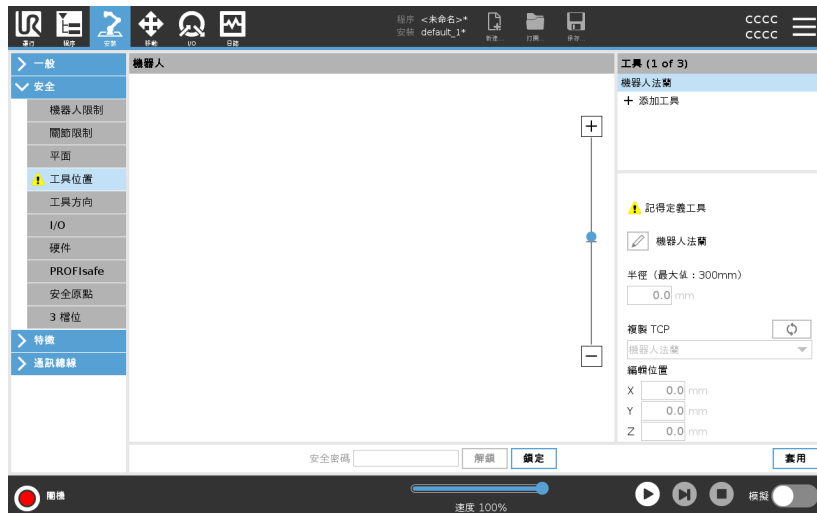 運行 程序 安裝 移動 I/O 日誌
程序 <未命名>*
安裝 default_1*
新建... 打開... 保存...
cccc
cccc
一般
安全
機器人限制
關節限制
平面
工具位置
工具方向
I/O
硬件
PROFIsafe
安全原點
3 檔位
特徵
通訊總線
機器人
工具 (1 of 3)
機器人法蘭
添加工具
記得定義工具
機器人法蘭
半徑（最大值：300mm）
0.0 mm
複製 TCP
機器人法蘭
編輯位置
X 0.0 mm
Y 0.0 mm
Z 0.0 mm
安全密碼 解鎖 鎖定 套用
關機
速度 100%
模擬